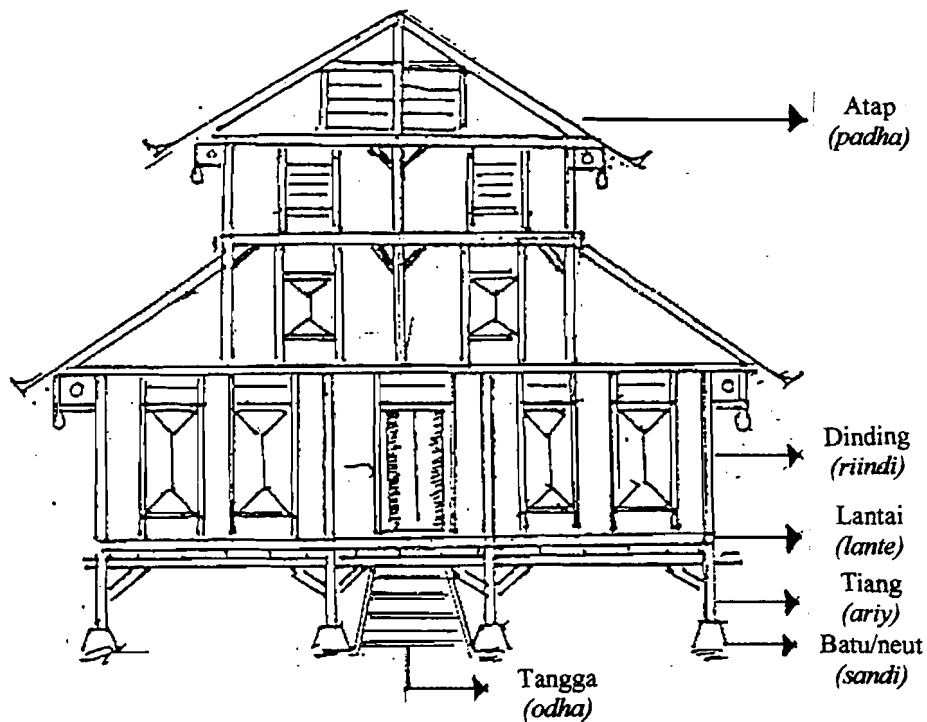 Atap
(padha)
Dinding
(riindi)
Lantai
(lante)
Tiang
(ariy)
Batu/neut
(sandi)
Tangga
(odha)